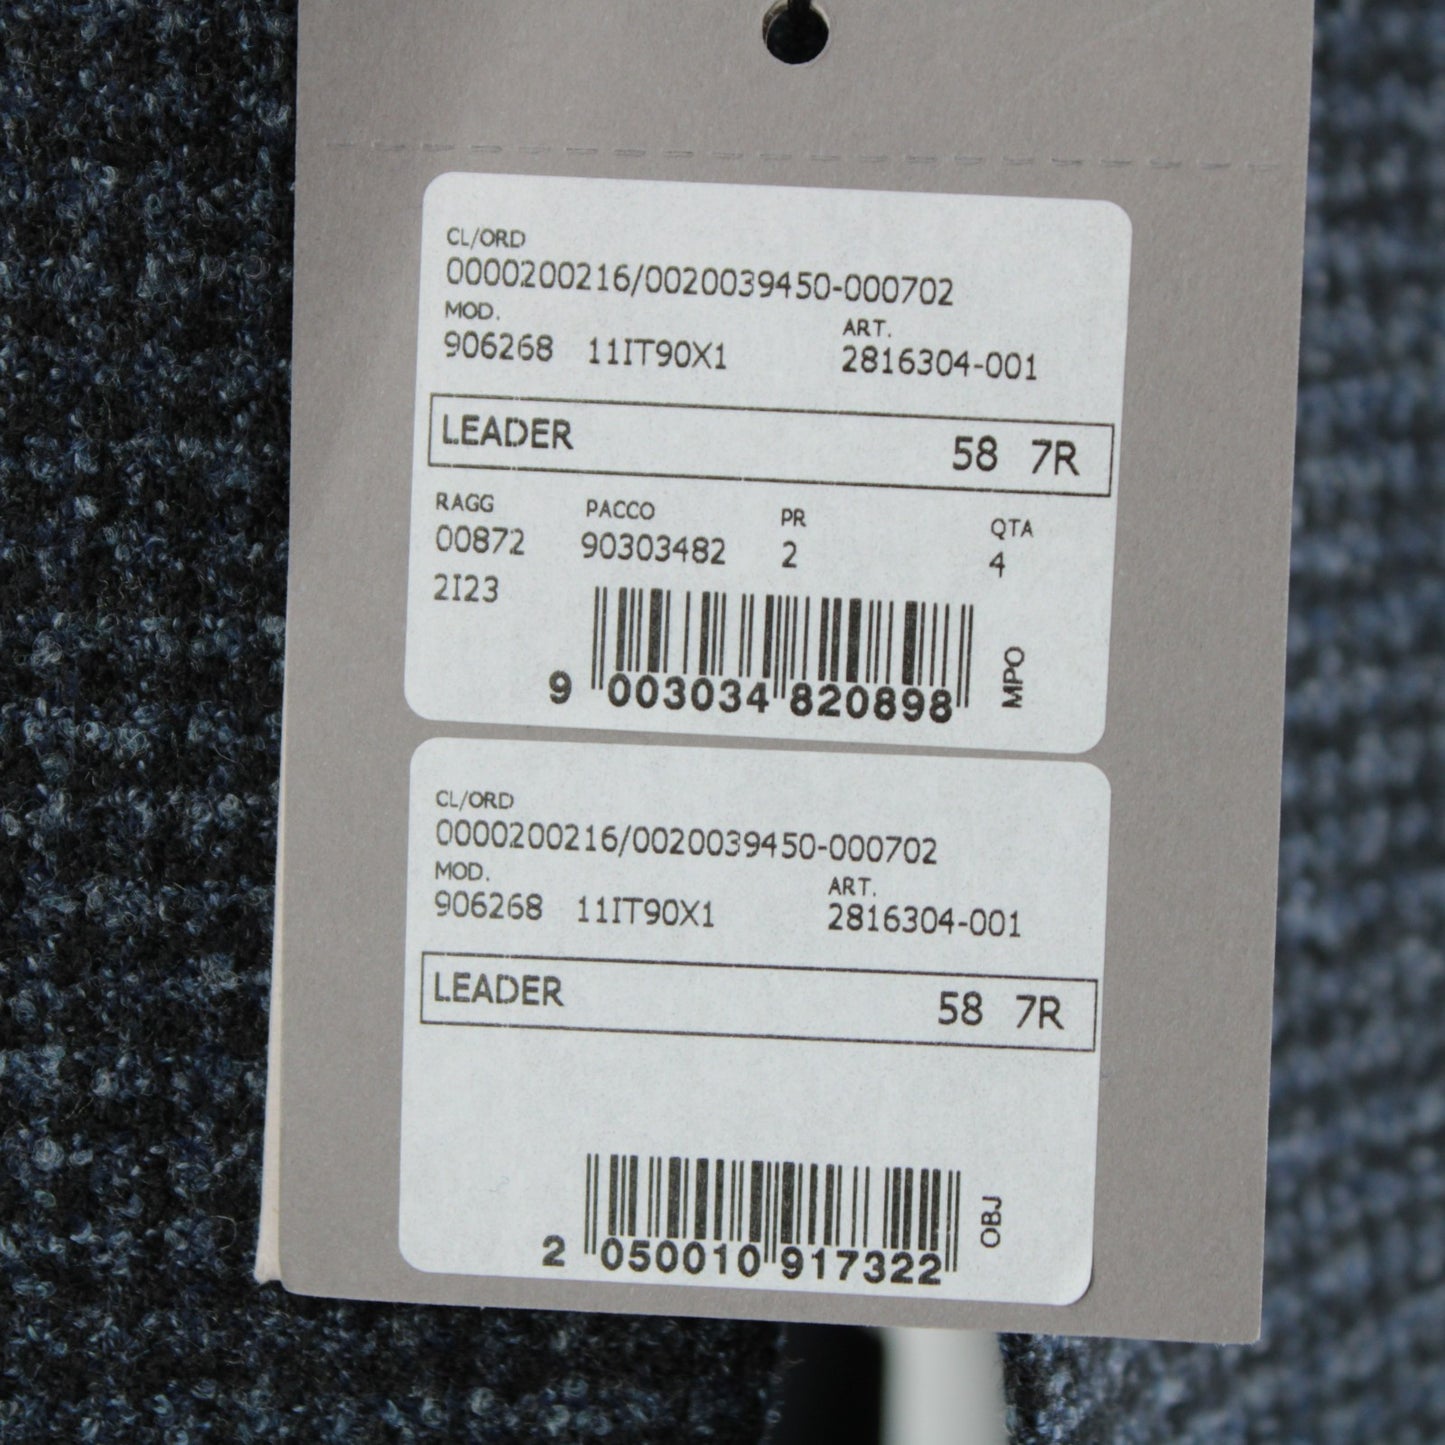 CL/ORD
0000200216/0020039450-000702
MOD. ART.
906268 11IT90X1 2816304-001
LEADER 58 7R
RAGG PACCO PR QTA
00872 90303482 2 4
2I23
MPO
9 003034 820898
CL/ORD
0000200216/0020039450-000702
MOD. ART.
906268 11IT90X1 2816304-001
LEADER 58 7R
OBJ
2 050010 917322